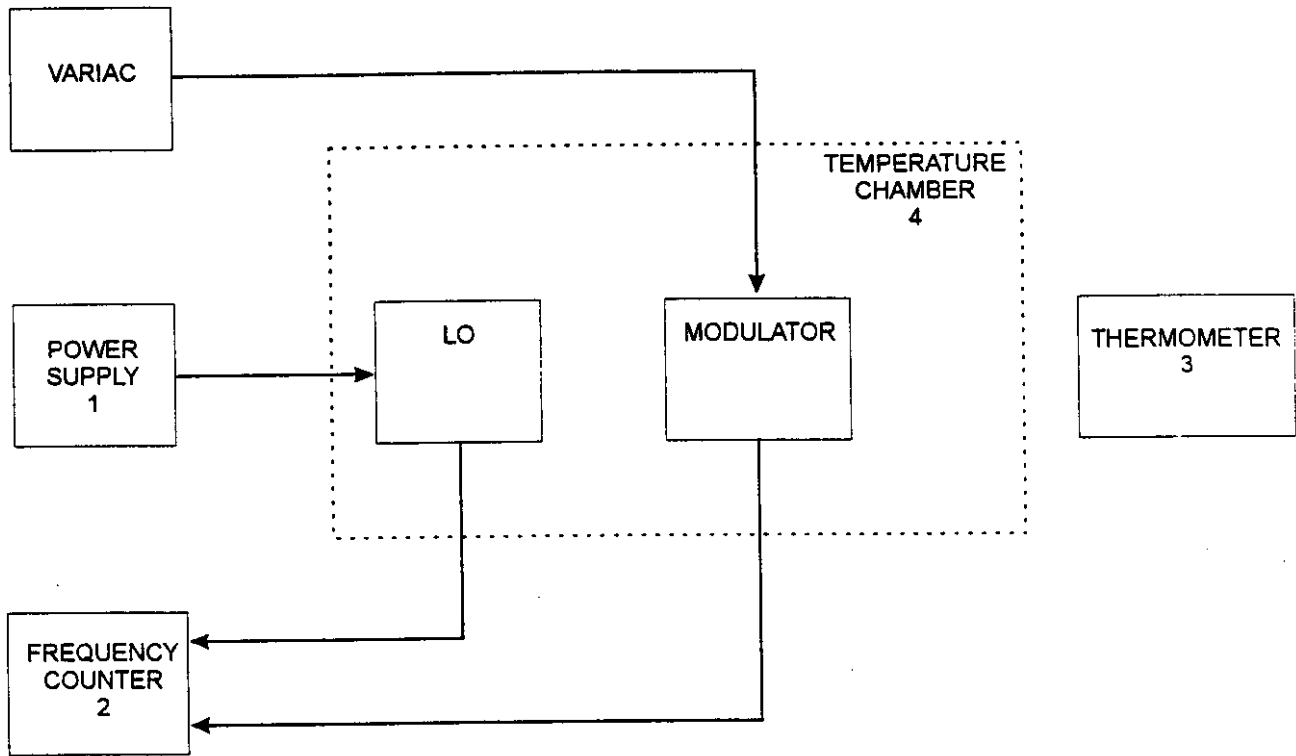 VARIAC
TEMPERATURE
CHAMBER
4
POWER
SUPPLY
1
LO
MODULATOR
THERMOMETER
3
FREQUENCY
COUNTER
2